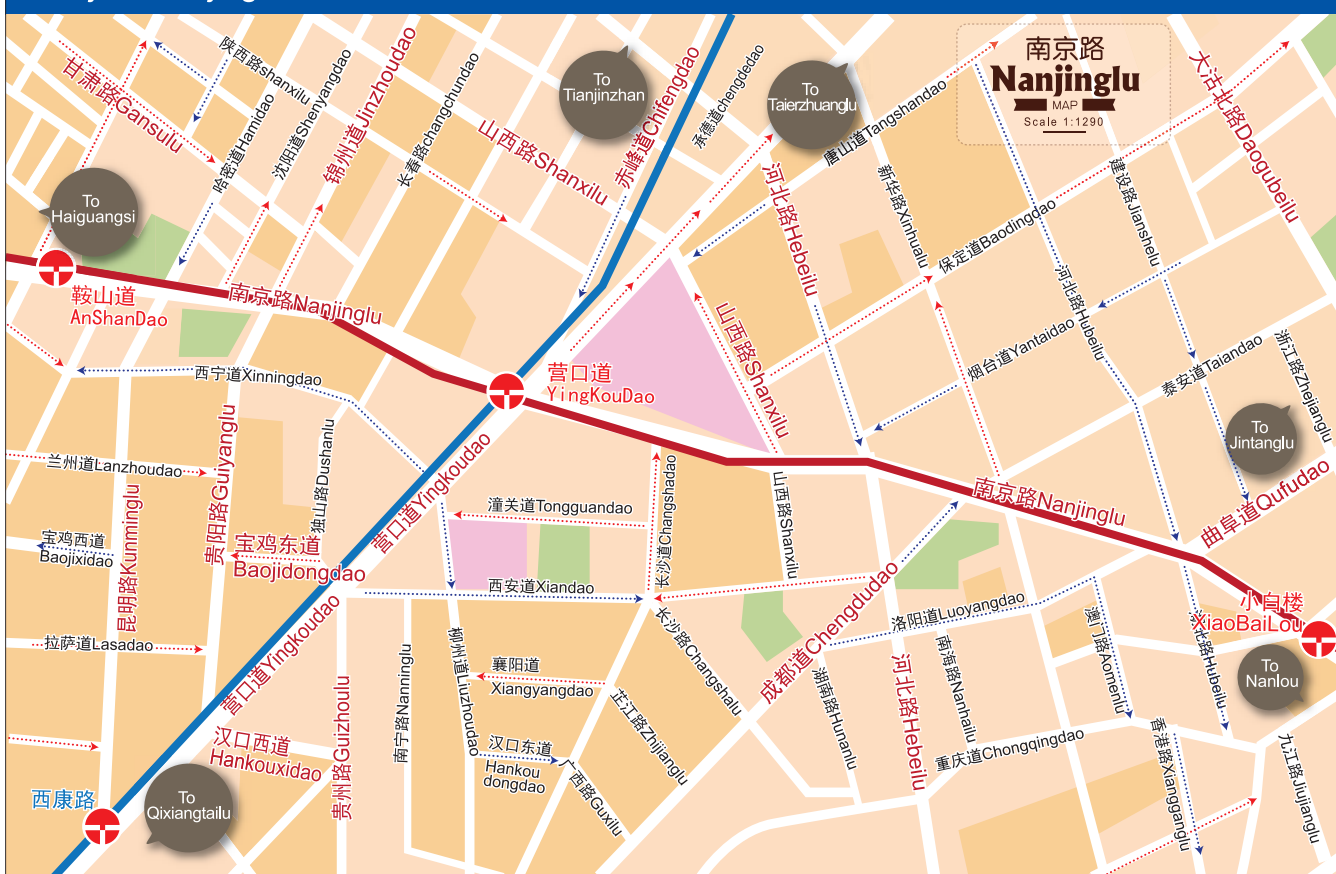 南京路
Nanjinglu
MAP
Scale 1:1290
陕西路shanxilu
甘肃路Gansulu
哈密道Hamidao
沈阳道Shenyangdao
锦州道Jinzhoudao
长春路changchundao
山西路Shanxilu
To
Tianjinzhan
赤峰道Chifengdao
承德道chengdedao
To
Taierzhuanglu
唐山道Tangshandao
大沽北路Daogubeilu
河北路Hebeilu
新华路Xinhualu
建设路Jianshelu
保定道Baodingdao
河北路Hubeilu
To
Haiguangsi
鞍山道
AnShanDao
南京路Nanjinglu
山西路Shanxilu
烟台道Yantaidao
泰安道Taiandao
浙江路Zhejianglu
营口道
YingKouDao
西宁道Xinningdao
To
Jintanglu
兰州道Lanzhoudao
贵阳路Guiyanglu
独山路Dushanlu
营口道Yingkoudao
潼关道Tongguandao
长沙道Changshadao
山西路Shanxilu
南京路Nanjinglu
曲阜道Qufudao
宝鸡西道
Baojixidao
昆明路Kunminglu
宝鸡东道
Baojidongdao
西安道Xiandao
成都道Chengdudao
洛阳道Luoyangdao
小白楼
XiaoBaiLou
拉萨道Lasadao
营口道Yingkoudao
南宁路Nanninglu
柳州道Liuzhoudao
襄阳道
Xiangyangdao
长沙路Changshalu
芷江路Zhijianglu
湖南路Hunanlu
河北路Hebeilu
南海路Nanhailu
澳门路Aomenlu
北路Hubeilu
To
Nanlou
汉口西道
Hankouxidao
贵州路Guizhoulu
汉口东道
Hankou
dongdao
广西路Guxilu
重庆道Chongqingdao
香港路Xiangganglu
九江路Jiujianglu
西康路
To
Qixiangtailu